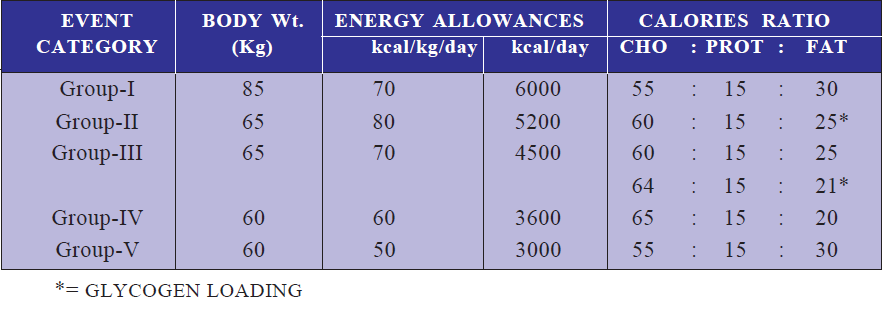 EVENT CATEGORY BODY Wt. (Kg) ENERGY ALLOWANCES CALORIES RATIO
kcal/kg/day kcal/day CHO : PROT : FAT
Group-I 85 70 6000 55 : 15 : 30
Group-II 65 80 5200 60 : 15 : 25*
Group-III 65 70 4500 60 : 15 : 25
64 : 15 : 21*
Group-IV 60 60 3600 65 : 15 : 20
Group-V 60 50 3000 55 : 15 : 30
*= GLYCOGEN LOADING